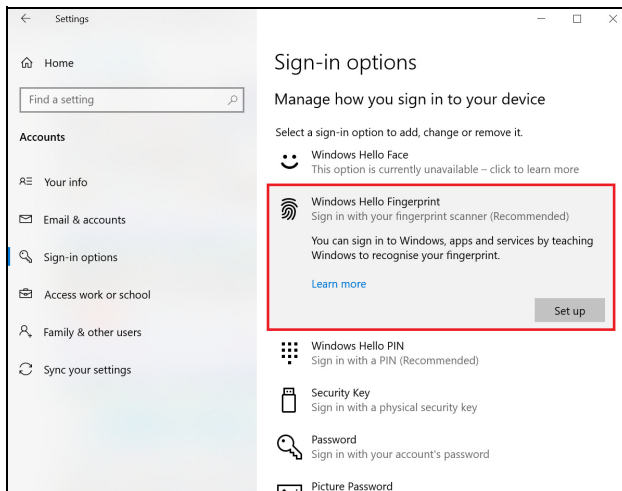 Settings
Home
Find a setting
Accounts
Your info
Email & accounts
Sign-in options
Access work or school
Family & other users
Sync your settings
Sign-in options
Manage how you sign in to your device
Select a sign-in option to add, change or remove it.
Windows Hello Face
This option is currently unavailable – click to learn more
Windows Hello Fingerprint
Sign in with your fingerprint scanner (Recommended)
You can sign in to Windows, apps and services by teaching
Windows to recognise your fingerprint.
Learn more
Set up
Windows Hello PIN
Sign in with a PIN (Recommended)
Security Key
Sign in with a physical security key
Password
Sign in with your account's password
Picture Password